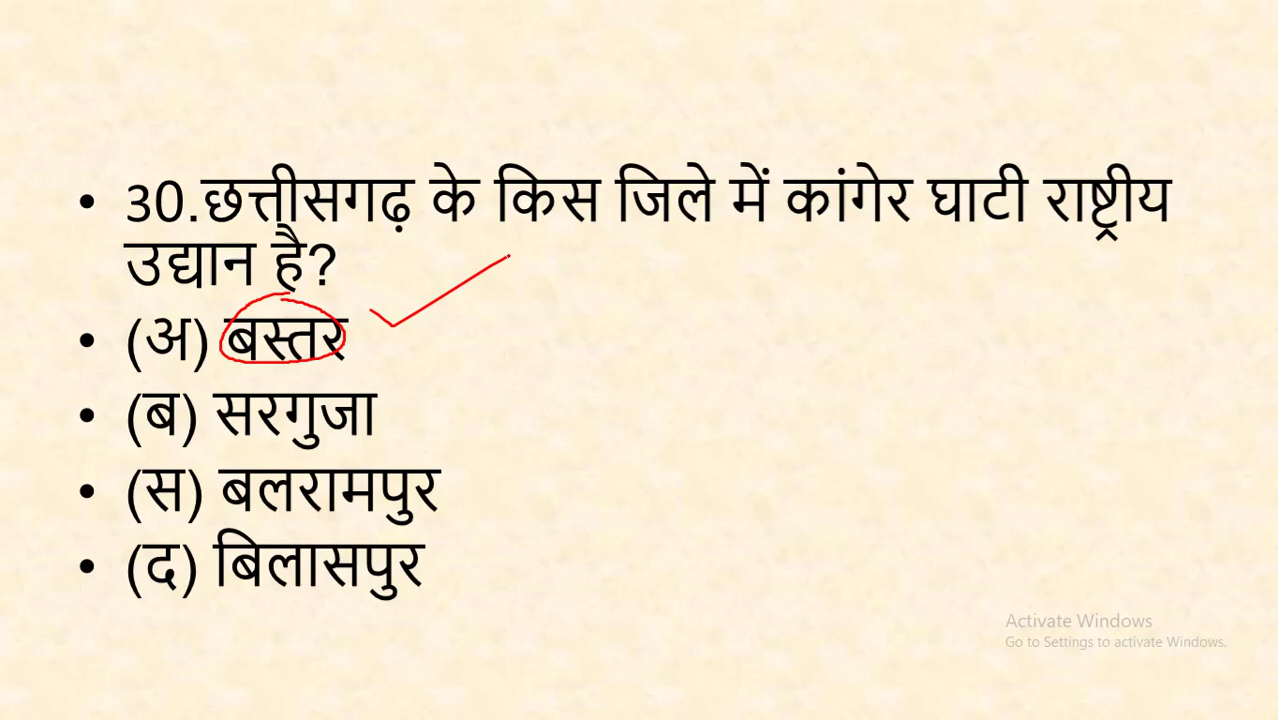 • 30.छत्तीसगढ़ के किस जिले में कांगेर घाटी राष्ट्रीय
उद्यान है?
• (अ) बस्तर
• (ब) सरगुजा
• (स) बलरामपुर
• (द) बिलासपुर
Activate Windows
Go to Settings to activate Windows.